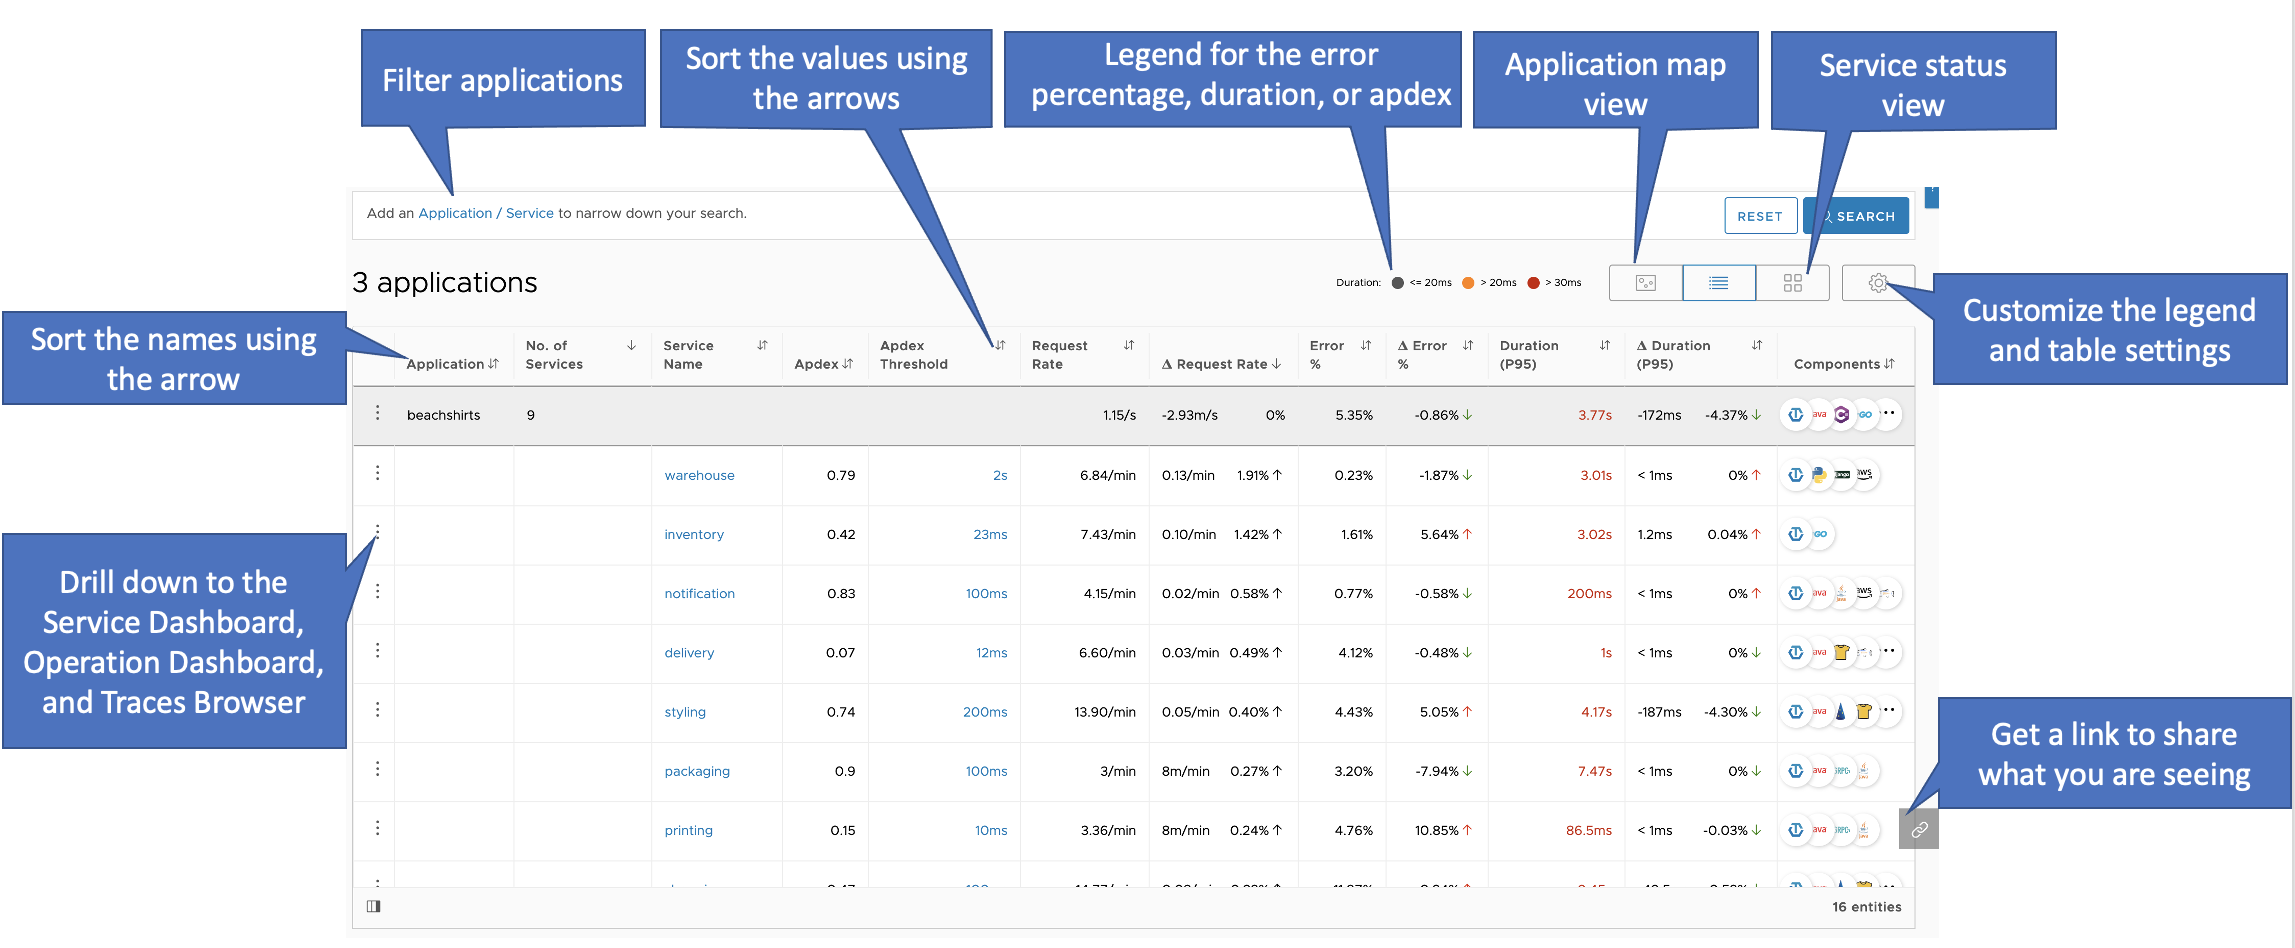 Filter applications
Sort the values using
the arrows
Legend for the error
percentage, duration, or apdex
Application map
view
Service status
view
Add an Application / Service to narrow down your search.
RESET
SEARCH
3 applications
Duration: <= 20ms > 20ms > 30ms
Customize the legend
and table settings
Sort the names using
the arrow
Application
No. of
Services
Service
Name
Apdex
Apdex
Threshold
Request
Rate
Δ Request Rate
Error
%
Δ Error
%
Duration
(P95)
Δ Duration
(P95)
Components
beachshirts 9 1.15/s -2.93m/s 0% 5.35% -0.86% 3.77s -172ms -4.37%
warehouse 0.79 2s 6.84/min 0.13/min 1.91% 0.23% -1.87% 3.01s < 1ms 0% aws
inventory 0.42 23ms 7.43/min 0.10/min 1.42% 1.61% 5.64% 3.02s 1.2ms 0.04% GO
notification 0.83 100ms 4.15/min 0.02/min 0.58% 0.77% -0.58% 200ms < 1ms 0% aws
delivery 0.07 12ms 6.60/min 0.03/min 0.49% 4.12% -0.48% 1s < 1ms 0%
styling 0.74 200ms 13.90/min 0.05/min 0.40% 4.43% 5.05% 4.17s -187ms -4.30%
packaging 0.9 100ms 3/min 8m/min 0.27% 3.20% -7.94% 7.47s < 1ms 0%
printing 0.15 10ms 3.36/min 8m/min 0.24% 4.76% 10.85% 86.5ms < 1ms -0.03%
16 entities
Drill down to the
Service Dashboard,
Operation Dashboard,
and Traces Browser
Get a link to share
what you are seeing